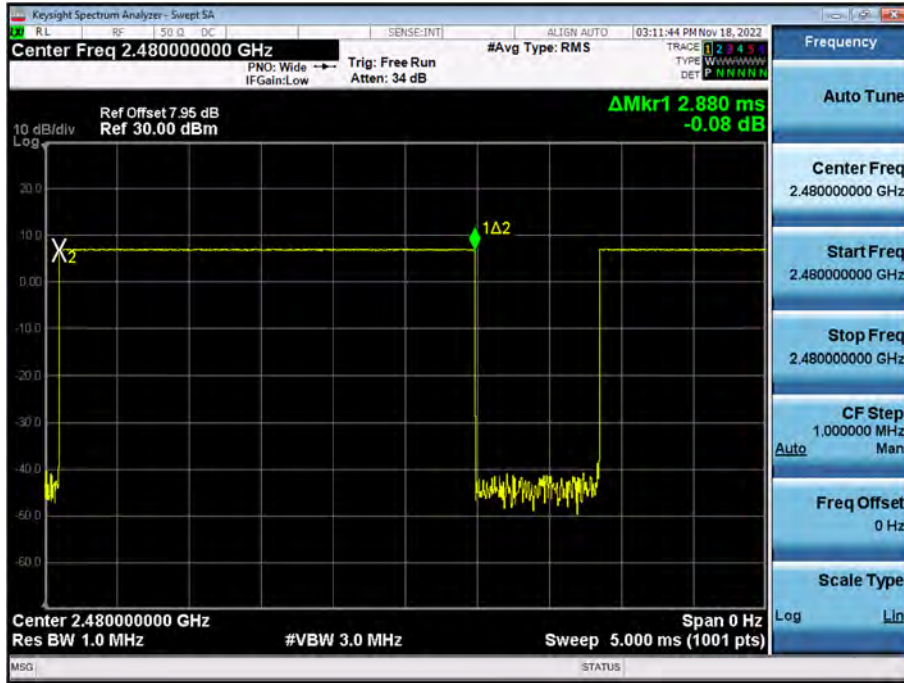 Keysight Spectrum Analyzer - Swept SA
RL RF 50 Ω DC SENSE:INT ALIGN AUTO 03:11:44 PM Nov 18, 2022
Center Freq 2.480000000 GHz
#Avg Type: RMS
TRACE 1 2 3 4 5 6
PNO: Wide
Trig: Free Run
TYPE W
IFGain:Low
Atten: 34 dB
DET P N N N N N
ΔMkr1 2.880 ms
-0.08 dB
Ref Offset 7.95 dB
10 dB/div Ref 30.00 dBm
Log
20.0
10.0
0.00
-10.0
-20.0
-30.0
-40.0
-50.0
-60.0
X2
1Δ2
Center 2.480000000 GHz Span 0 Hz
Res BW 1.0 MHz #VBW 3.0 MHz Sweep 5.000 ms (1001 pts)
MSG STATUS
Frequency
Auto Tune
Center Freq
2.480000000 GHz
Start Freq
2.480000000 GHz
Stop Freq
2.480000000 GHz
CF Step
1.000000 MHz
Auto Man
Freq Offset
0 Hz
Scale Type
Log Lin